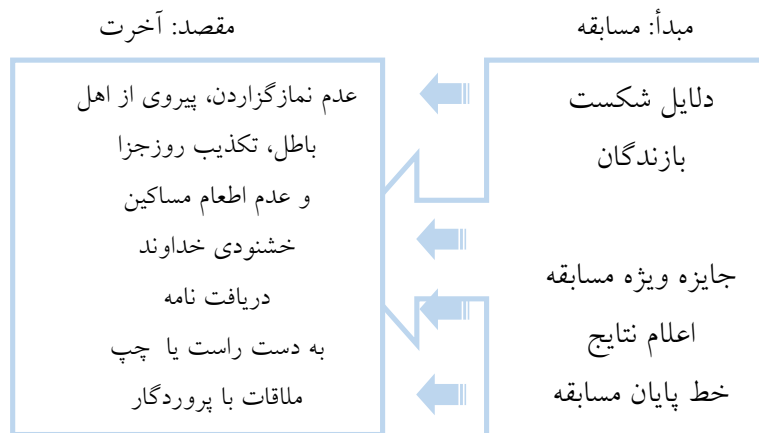 مبدأ: مسابقه
مقصد: آخرت
دلایل شکست
بازندگان
جایزه ویژه مسابقه
اعلام نتایج
خط پایان مسابقه
عدم نمازگزاردن، پیروی از اهل
باطل، تکذیب روزجزا
و عدم اطعام مساکین
خشنودی خداوند
دریافت نامه
به دست راست یا چپ
ملاقات با پروردگار